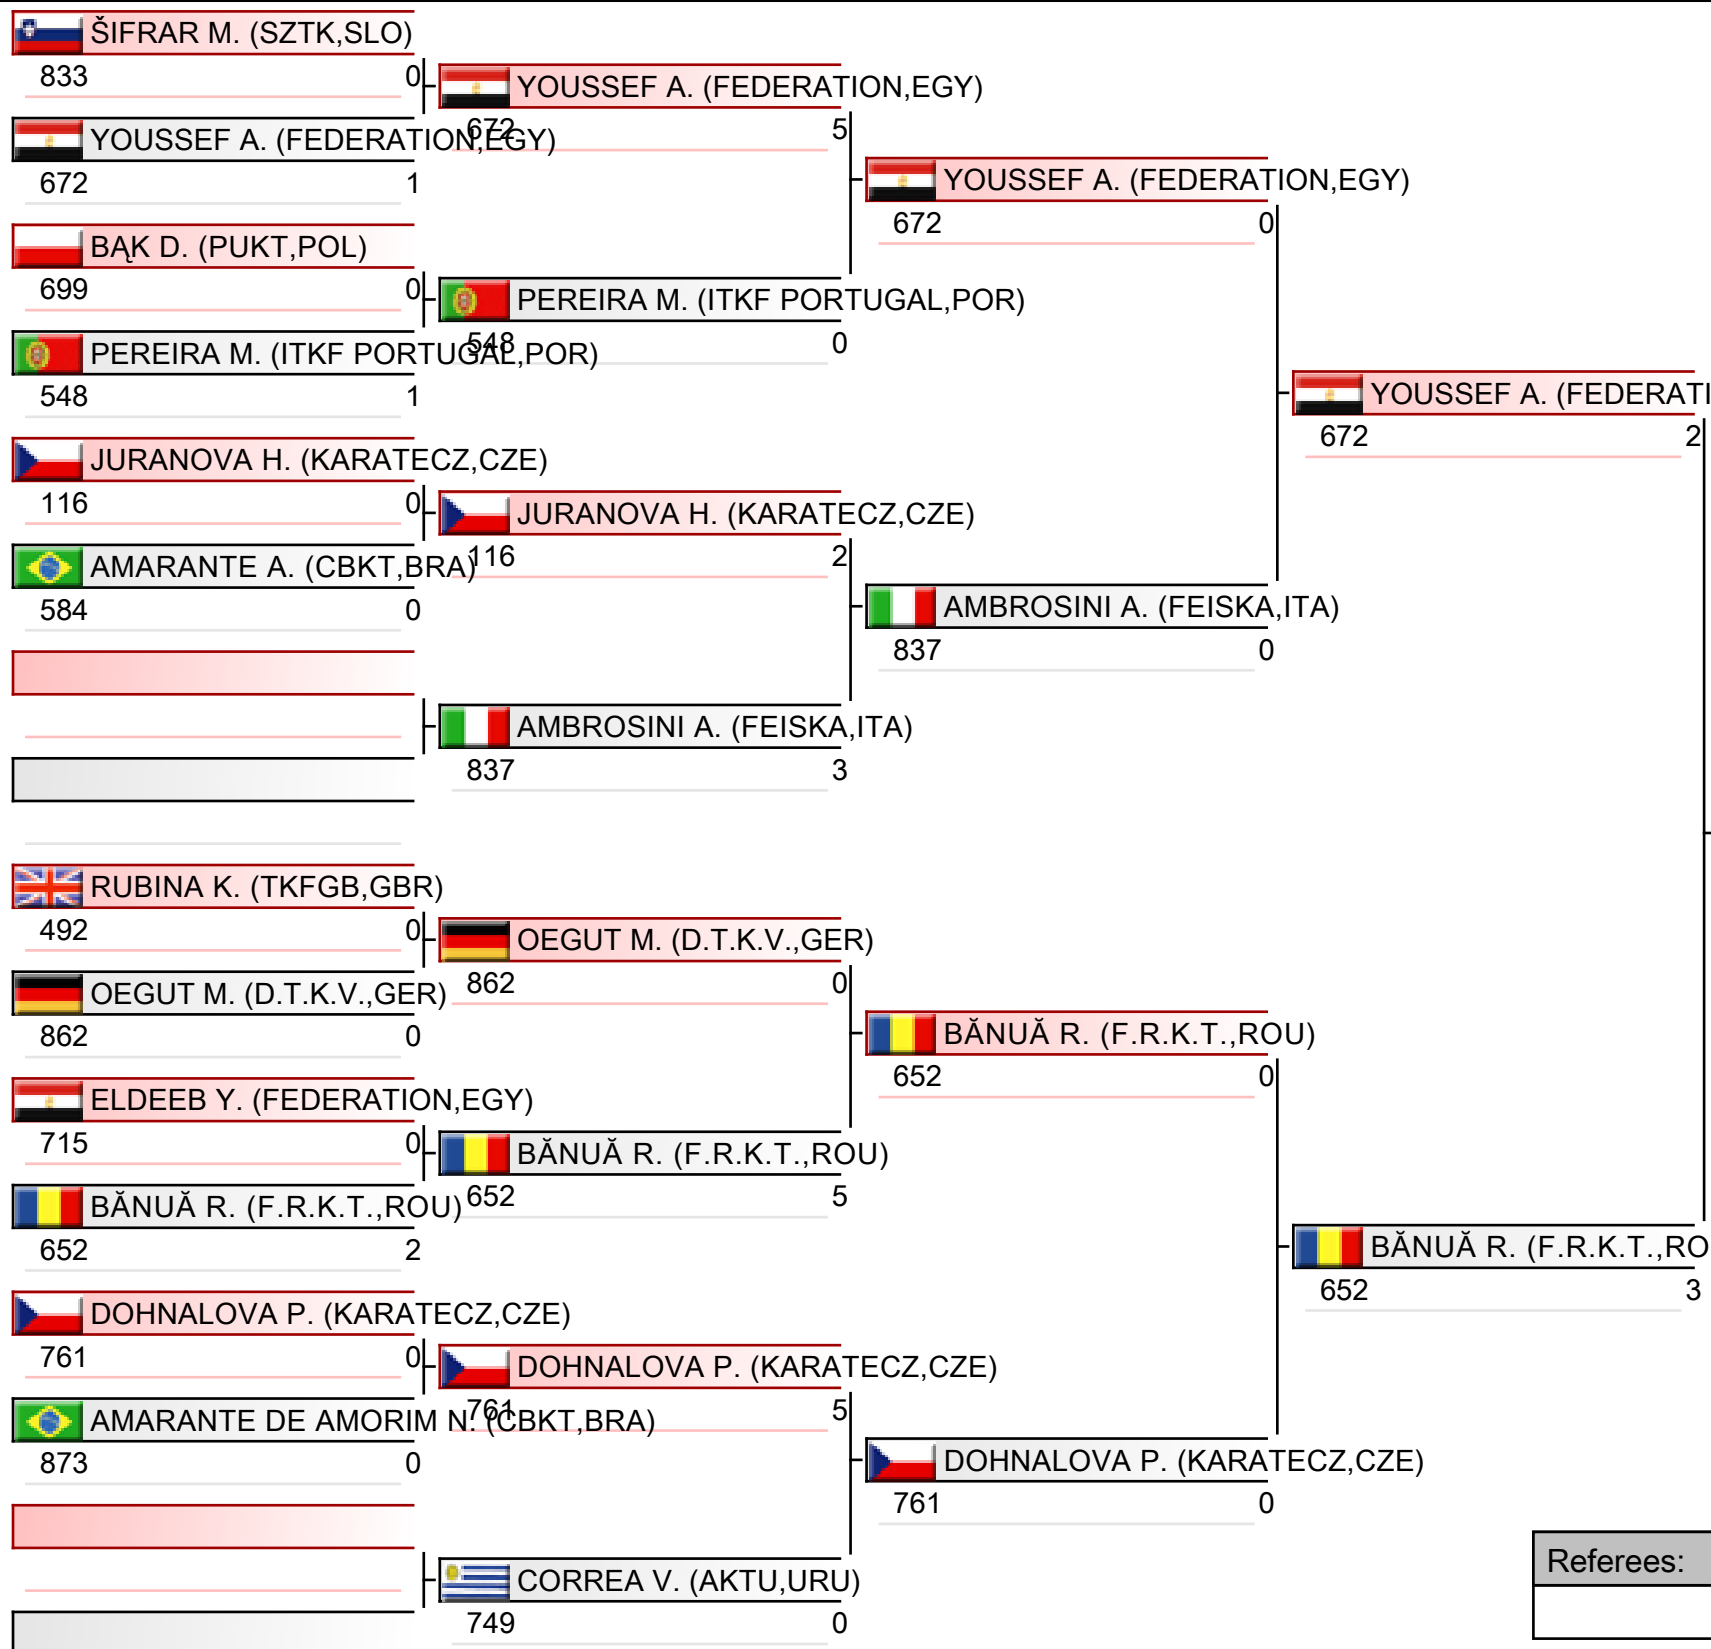 ŠIFRAR M. (SZTK,SLO)
833 0
YOUSSEF A. (FEDERATION,EGY)
672 1
BĄK D. (PUKT,POL)
699 0
PEREIRA M. (ITKF PORTUGAL,POR)
548 1
JURANOVA H. (KARATECZ,CZE)
116 0
AMARANTE A. (CBKT,BRA)
584 0
RUBINA K. (TKFGB,GBR)
492 0
OEGUT M. (D.T.K.V.,GER)
862 0
ELDEEB Y. (FEDERATION,EGY)
715 0
BĂNUĂ R. (F.R.K.T.,ROU)
652 2
DOHNALOVA P. (KARATECZ,CZE)
761 0
AMARANTE DE AMORIM N. (CBKT,BRA)
873 0
YOUSSEF A. (FEDERATION,EGY)
672 5
PEREIRA M. (ITKF PORTUGAL,POR)
548 0
JURANOVA H. (KARATECZ,CZE)
116 2
AMBROSINI A. (FEISKA,ITA)
837 3
OEGUT M. (D.T.K.V.,GER)
862 0
BĂNUĂ R. (F.R.K.T.,ROU)
652 5
DOHNALOVA P. (KARATECZ,CZE)
761 5
CORREA V. (AKTU,URU)
749 0
YOUSSEF A. (FEDERATION,EGY)
672 0
AMBROSINI A. (FEISKA,ITA)
837 0
BĂNUĂ R. (F.R.K.T.,ROU)
652 0
DOHNALOVA P. (KARATECZ,CZE)
761 0
YOUSSEF A. (FEDERATI
672 2
BĂNUĂ R. (F.R.K.T.,RO
652 3
Referees: